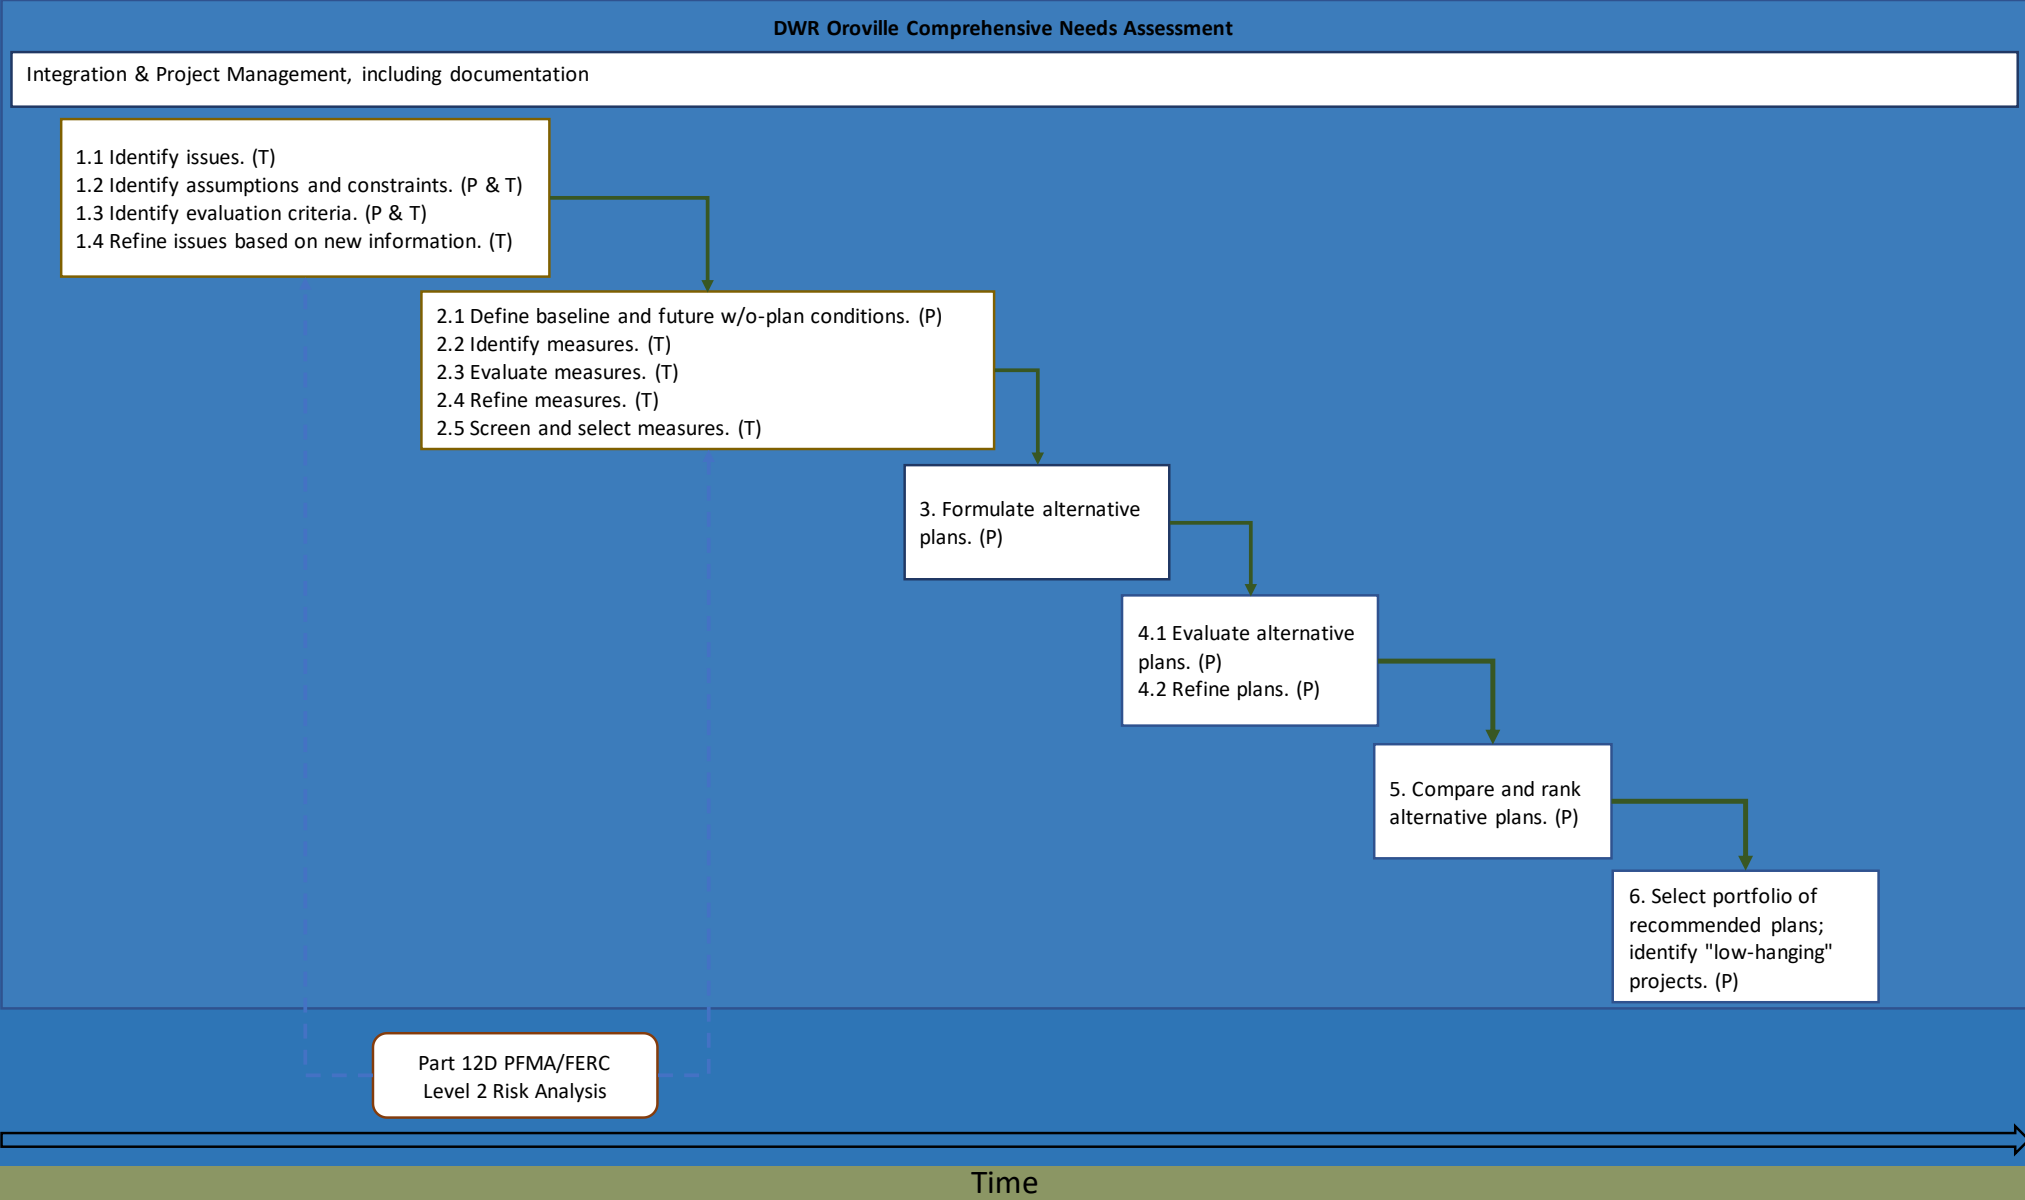 DWR Oroville Comprehensive Needs Assessment
Integration & Project Management, including documentation
1.1 Identify issues. (T)
1.2 Identify assumptions and constraints. (P & T)
1.3 Identify evaluation criteria. (P & T)
1.4 Refine issues based on new information. (T)
2.1 Define baseline and future w/o-plan conditions. (P)
2.2 Identify measures. (T)
2.3 Evaluate measures. (T)
2.4 Refine measures. (T)
2.5 Screen and select measures. (T)
3. Formulate alternative
plans. (P)
4.1 Evaluate alternative
plans. (P)
4.2 Refine plans. (P)
5. Compare and rank
alternative plans. (P)
6. Select portfolio of
recommended plans;
identify "low-hanging"
projects. (P)
Part 12D PFMA/FERC
Level 2 Risk Analysis
Time